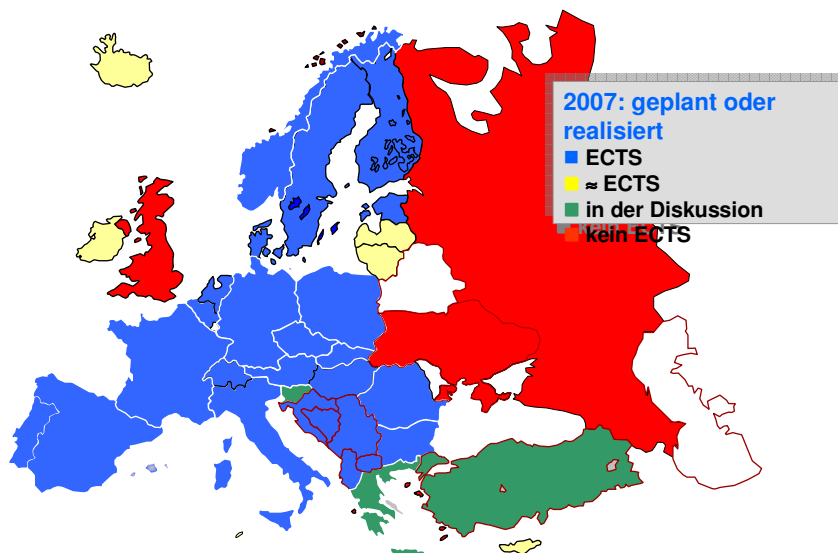 2007: geplant oder
realisiert
ECTS
≈ ECTS
in der Diskussion
kein ECTS